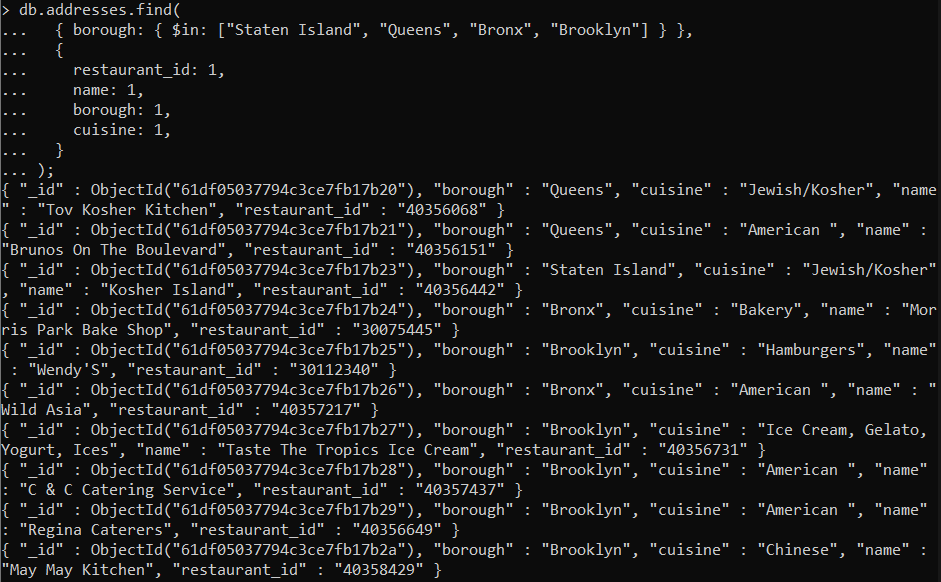 > db.addresses.find(
...   { borough: { $in: ["Staten Island", "Queens", "Bronx", "Brooklyn"] } },
...   {
...     restaurant_id: 1,
...     name: 1,
...     borough: 1,
...     cuisine: 1,
...   }
... );
{ "_id" : ObjectId("61df05037794c3ce7fb17b20"), "borough" : "Queens", "cuisine" : "Jewish/Kosher", "name
" : "Tov Kosher Kitchen", "restaurant_id" : "40356068" }
{ "_id" : ObjectId("61df05037794c3ce7fb17b21"), "borough" : "Queens", "cuisine" : "American ", "name" :
"Brunos On The Boulevard", "restaurant_id" : "40356151" }
{ "_id" : ObjectId("61df05037794c3ce7fb17b23"), "borough" : "Staten Island", "cuisine" : "Jewish/Kosher"
, "name" : "Kosher Island", "restaurant_id" : "40356442" }
{ "_id" : ObjectId("61df05037794c3ce7fb17b24"), "borough" : "Bronx", "cuisine" : "Bakery", "name" : "Mor
ris Park Bake Shop", "restaurant_id" : "30075445" }
{ "_id" : ObjectId("61df05037794c3ce7fb17b25"), "borough" : "Brooklyn", "cuisine" : "Hamburgers", "name"
 : "Wendy'S", "restaurant_id" : "30112340" }
{ "_id" : ObjectId("61df05037794c3ce7fb17b26"), "borough" : "Bronx", "cuisine" : "American ", "name" : "
Wild Asia", "restaurant_id" : "40357217" }
{ "_id" : ObjectId("61df05037794c3ce7fb17b27"), "borough" : "Brooklyn", "cuisine" : "Ice Cream, Gelato,
Yogurt, Ices", "name" : "Taste The Tropics Ice Cream", "restaurant_id" : "40356731" }
{ "_id" : ObjectId("61df05037794c3ce7fb17b28"), "borough" : "Brooklyn", "cuisine" : "American ", "name"
: "C & C Catering Service", "restaurant_id" : "40357437" }
{ "_id" : ObjectId("61df05037794c3ce7fb17b29"), "borough" : "Brooklyn", "cuisine" : "American ", "name"
: "Regina Caterers", "restaurant_id" : "40356649" }
{ "_id" : ObjectId("61df05037794c3ce7fb17b2a"), "borough" : "Brooklyn", "cuisine" : "Chinese", "name" :
"May May Kitchen", "restaurant_id" : "40358429" }